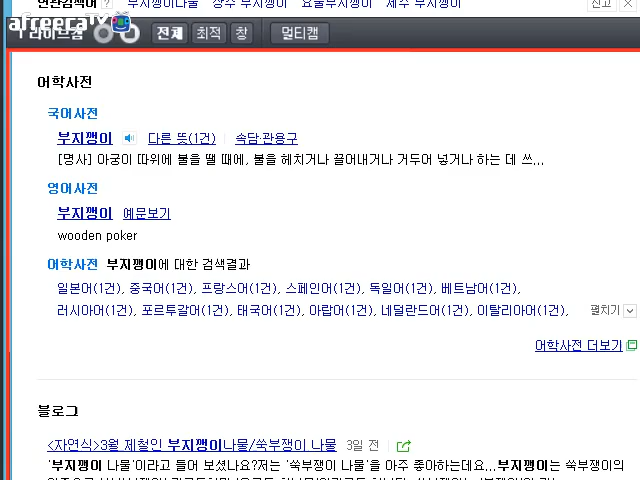 연관검색어 ? 부지깽이나물 장수 부지깽이 요술부지깽이 제주 부지깽이 신고 X
afreecaTV 라이브캠 전체 최적 창 멀티캠
어학사전
국어사전
부지깽이 다른 뜻(1건) 속담·관용구
[명사] 아궁이 따위에 불을 땔 때에, 불을 헤치거나 끌어내거나 거두어 넣거나 하는 데 쓰...
영어사전
부지깽이 예문보기
wooden poker
어학사전 부지깽이에 대한 검색결과
일본어(1건), 중국어(1건), 프랑스어(1건), 스페인어(1건), 독일어(1건), 베트남어(1건),
러시아어(1건), 포르투갈어(1건), 태국어(1건), 아랍어(1건), 네덜란드어(1건), 이탈리아어(1건), 펼치기
어학사전 더보기
블로그
<자연식>3월 제철인 부지깽이나물/쑥부쟁이 나물 3일 전
'부지깽이 나물'이라고 들어 보셨나요?저는 '쑥부쟁이 나물'을 아주 좋아하는데요...부지깽이는 쑥부쟁이의